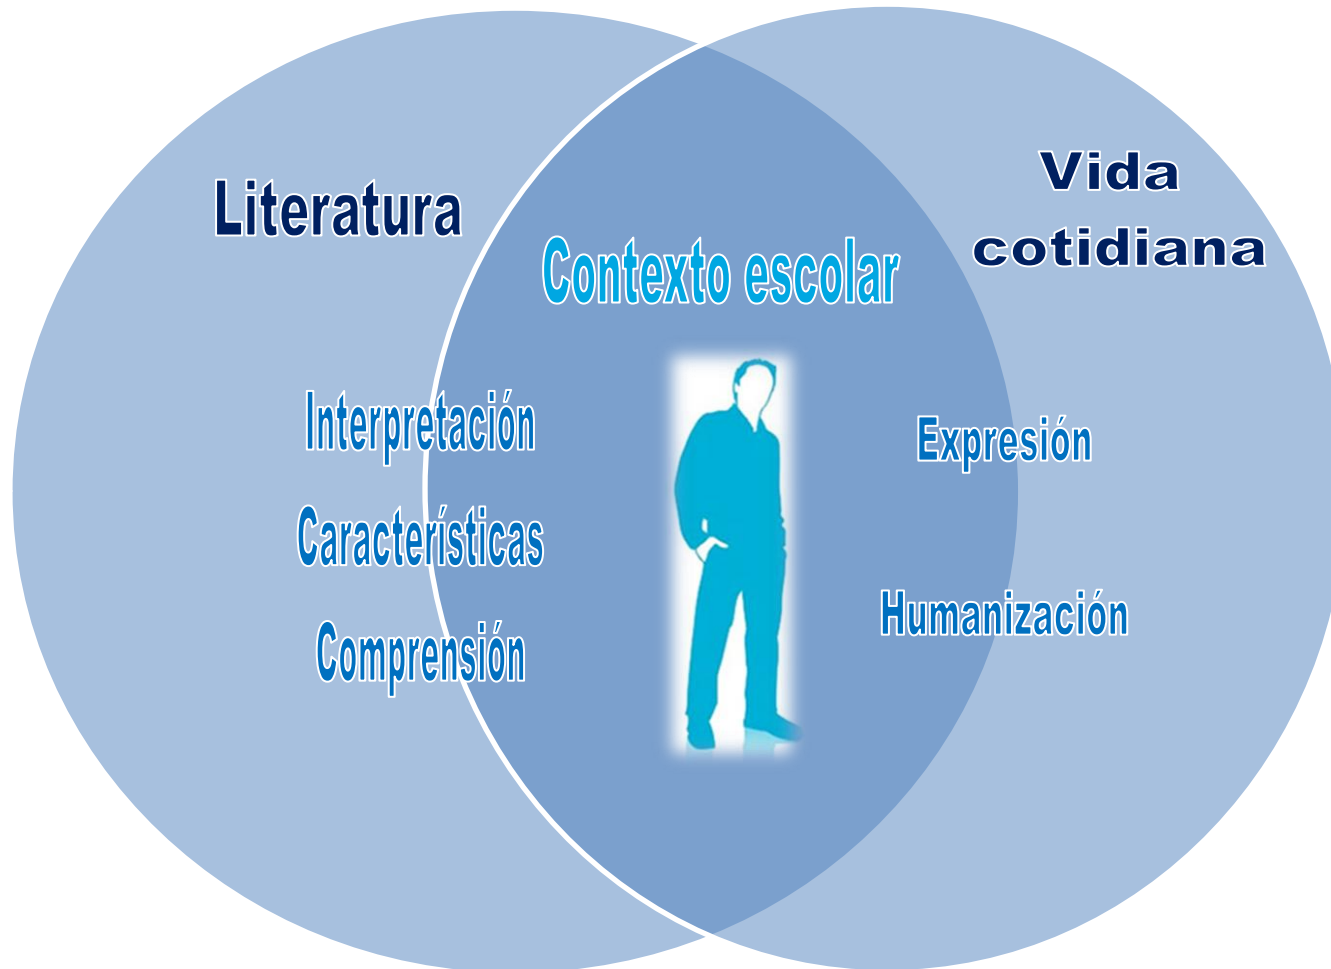 Literatura
Interpretación
Características
Comprensión
Contexto escolar
Vida
cotidiana
Expresión
Humanización